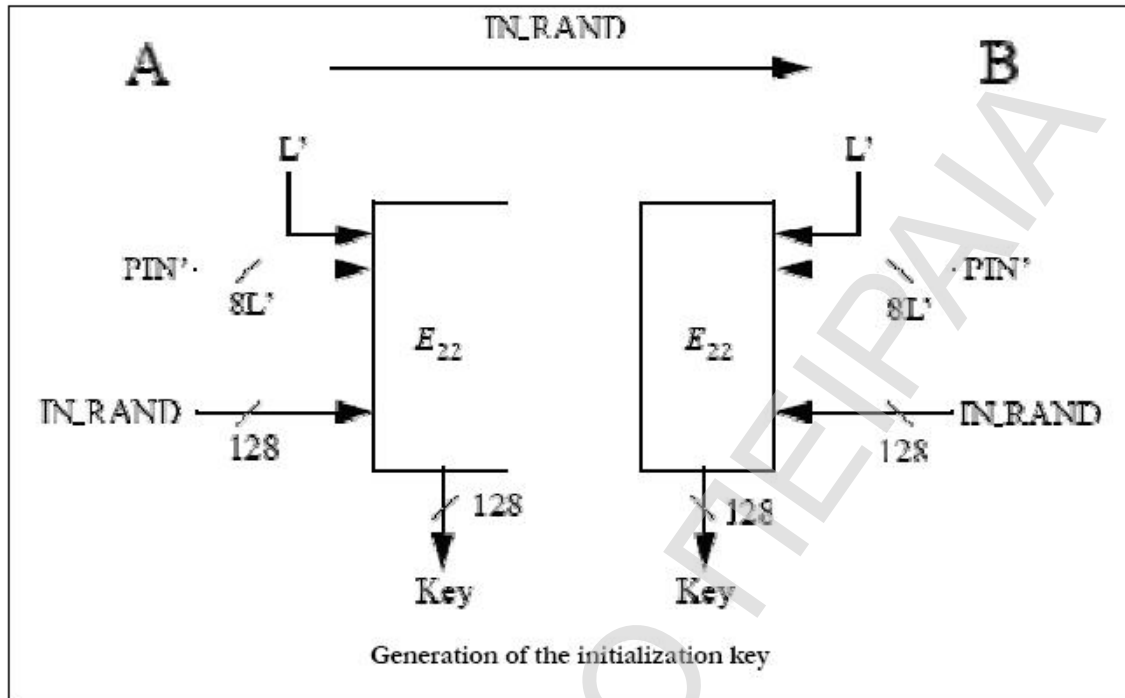 IN_RAND
A B
L' L'
PIN' 8L' 8L' PIN'
E22 E22
IN_RAND 128 128 IN_RAND
128 128
Key Key
Generation of the initialization key
Ο ΠΕΙΡΑΙΑ